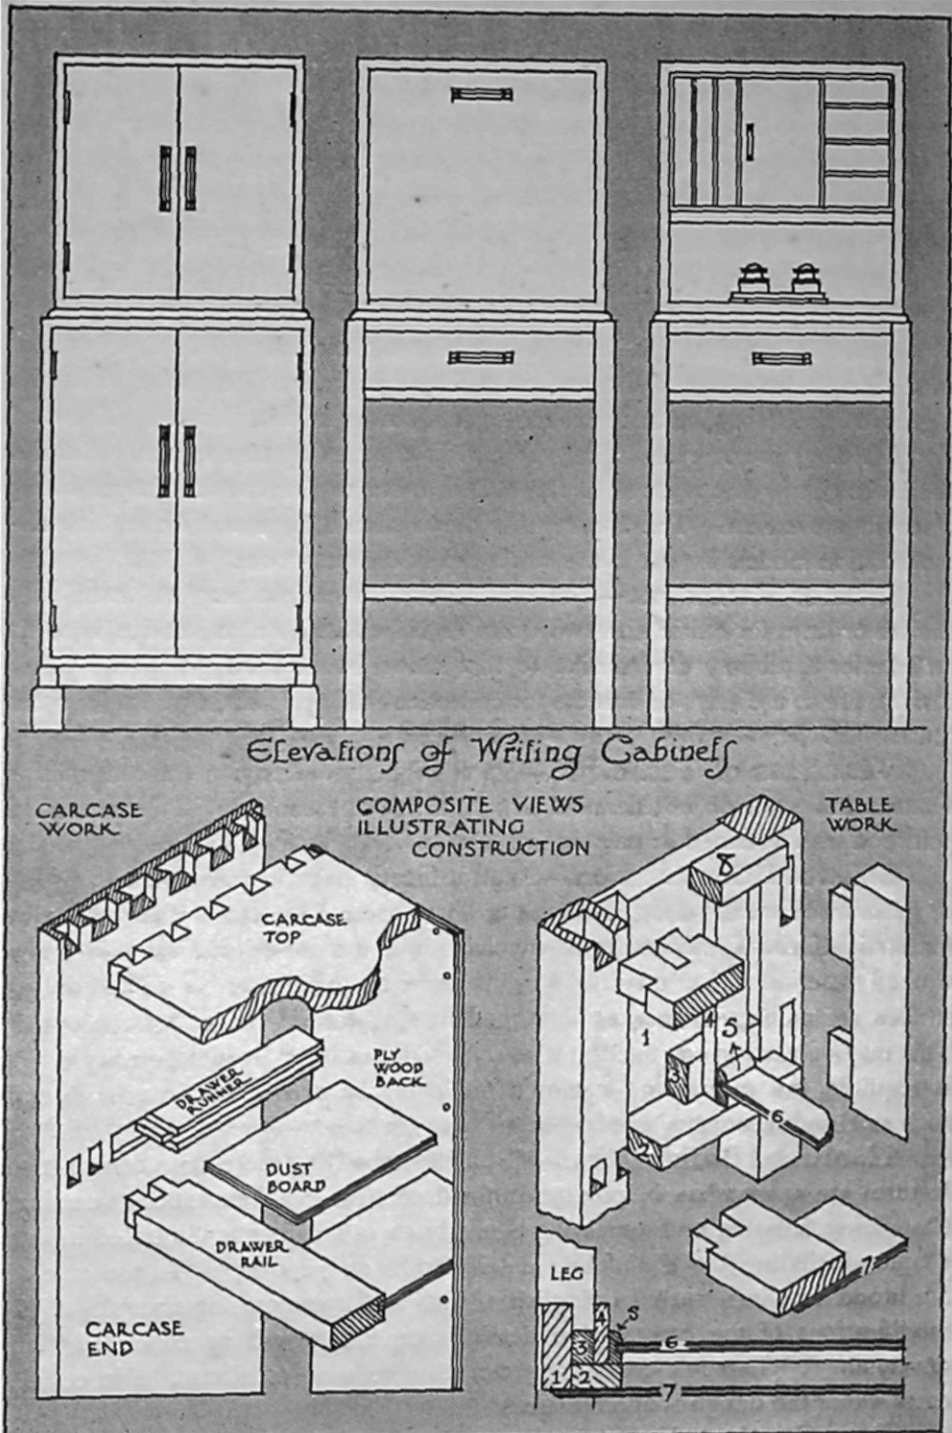 Elevations of Writing Cabinets
CARCASE
WORK
COMPOSITE VIEWS
ILLUSTRATING
CONSTRUCTION
TABLE
WORK
CARCASE
TOP
DRAWER
RUNNER
PLY
WOOD
BACK
DUST
BOARD
DRAWER
RAIL
CARCASE
END
8
1
4
5
3
6
2
7
LEG
4
5
3
6
1
2
7